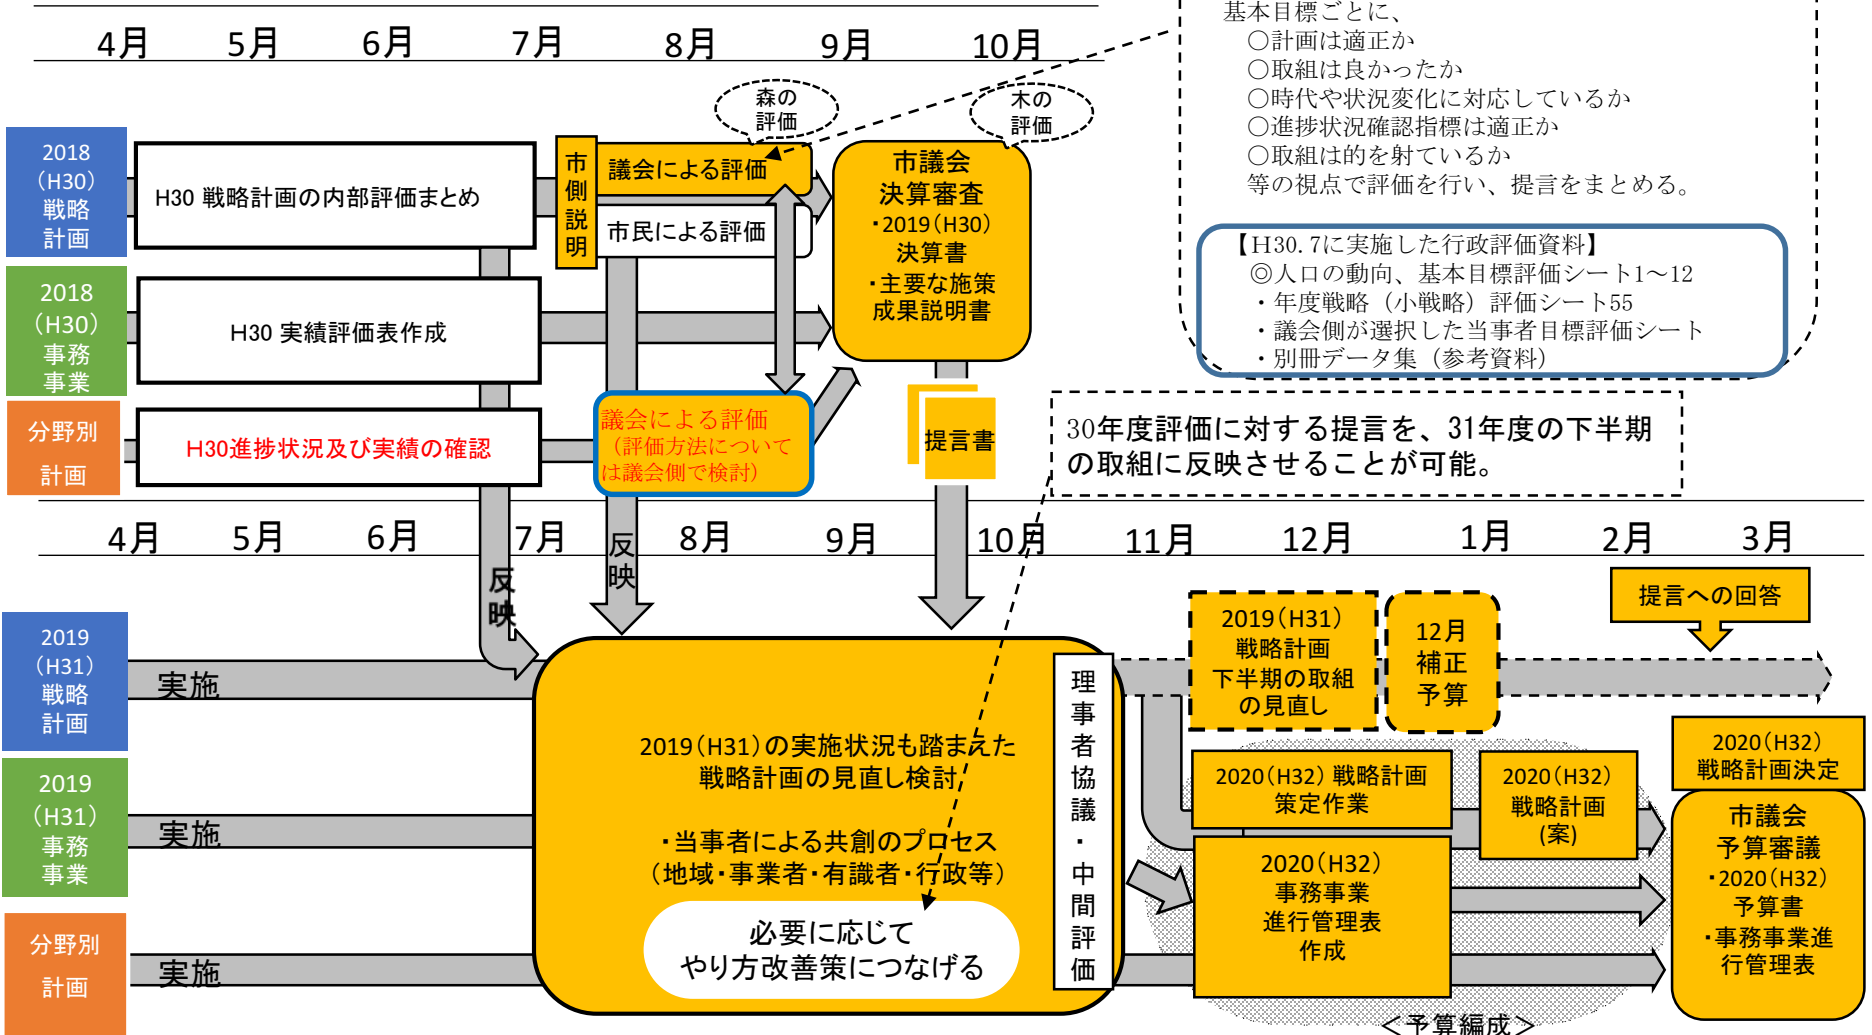 4月
5月
6月
7月
8月
9月
10月
基本目標ごとに、
○計画は適正か
○取組は良かったか
○時代や状況変化に対応しているか
○進捗状況確認指標は適正か
○取組は的を射ているか
等の視点で評価を行い、提言をまとめる。
【H30.7に実施した行政評価資料】
◎人口の動向、基本目標評価シート1～12
・年度戦略（小戦略）評価シート55
・議会側が選択した当事者目標評価シート
・別冊データ集（参考資料）
森の
評価
木の
評価
2018
（H30）
戦略
計画
H30 戦略計画の内部評価まとめ
市側説明
議会による評価
市民による評価
市議会
決算審査
・2019（H30）
決算書
・主要な施策
成果説明書
2018
（H30）
事務
事業
H30 実績評価表作成
分野別
計画
H30進捗状況及び実績の確認
議会による評価
（評価方法について
は議会側で検討）
提言書
30年度評価に対する提言を、31年度の下半期
の取組に反映させることが可能。
4月
5月
6月
7月
8月
9月
10月
11月
12月
1月
2月
3月
反映
反映
2019
（H31）
戦略
計画
実施
2019
（H31）
事務
事業
実施
分野別
計画
実施
2019（H31）の実施状況も踏まえた
戦略計画の見直し検討
・当事者による共創のプロセス
（地域・事業者・有識者・行政等）
必要に応じて
やり方改善策につなげる
理事者協議・中間評価
2019（H31）
戦略計画
下半期の取組
の見直し
12月
補正
予算
提言への回答
2020（H32）戦略計画
策定作業
2020（H32）
戦略計画
(案)
2020（H32）
戦略計画決定
2020（H32）
事務事業
進行管理表
作成
市議会
予算審議
・2020（H32）
予算書
・事務事業進
行管理表
＜予算編成＞